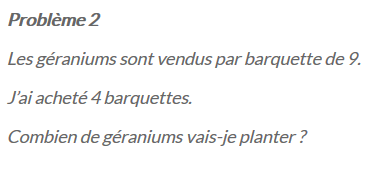 Problème 2
Les géraniums sont vendus par barquette de 9.
J'ai acheté 4 barquettes.
Combien de géraniums vais-je planter ?